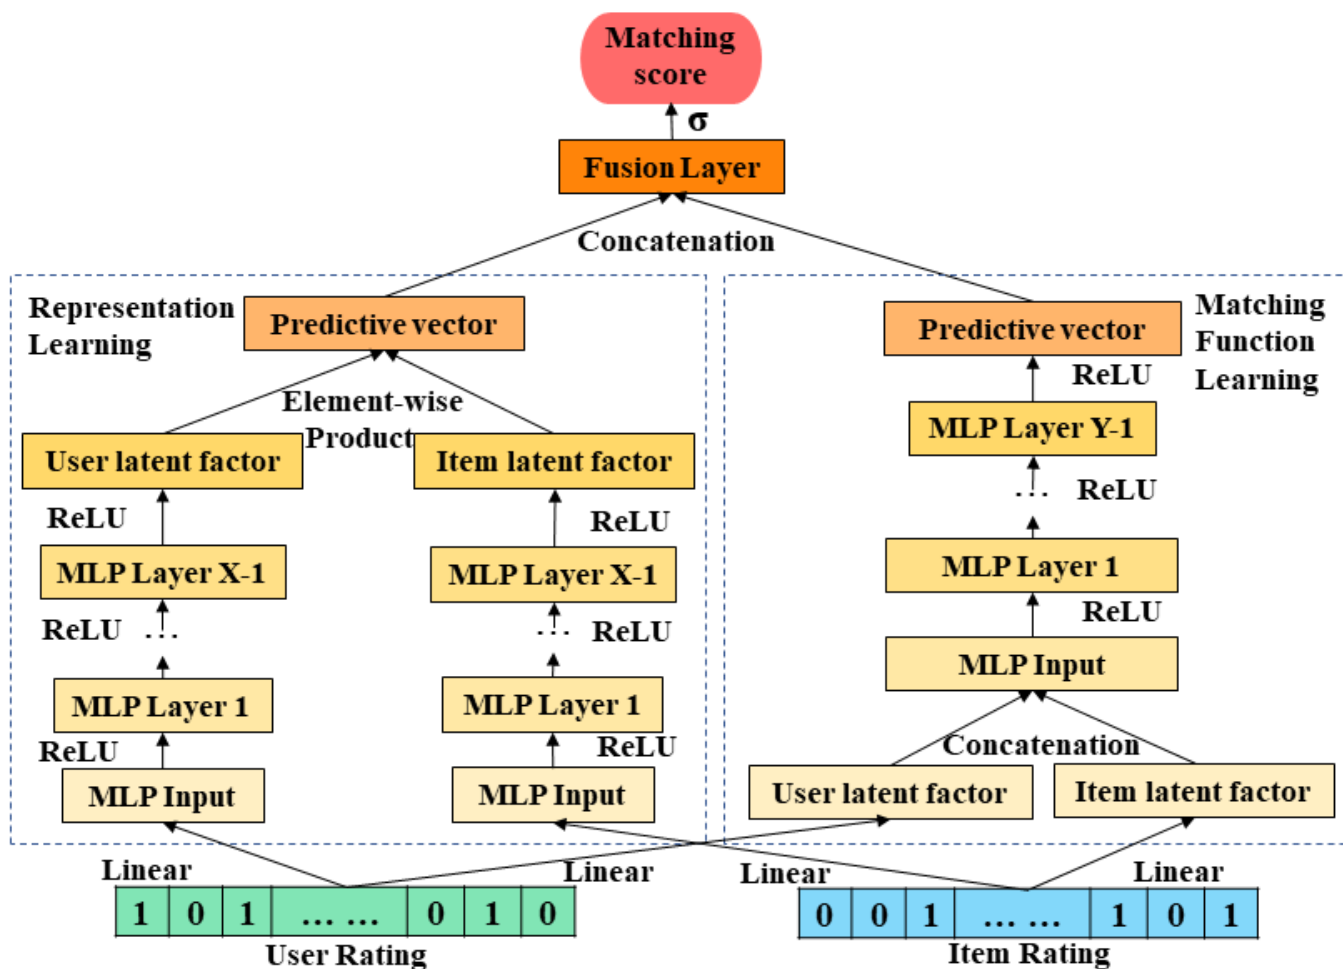 Matching
score
σ
Fusion Layer
Concatenation
Representation
Learning
Predictive vector
Element-wise
Product
User latent factor
Item latent factor
ReLU
ReLU
MLP Layer X-1
MLP Layer X-1
ReLU
...
...
ReLU
MLP Layer 1
MLP Layer 1
ReLU
ReLU
MLP Input
MLP Input
Matching
Function
Learning
Predictive vector
ReLU
MLP Layer Y-1
...
ReLU
MLP Layer 1
ReLU
MLP Input
Concatenation
User latent factor
Item latent factor
Linear
Linear
Linear
Linear
1 0 1 ... ... 0 1 0
User Rating
0 0 1 ... ... 1 0 1
Item Rating